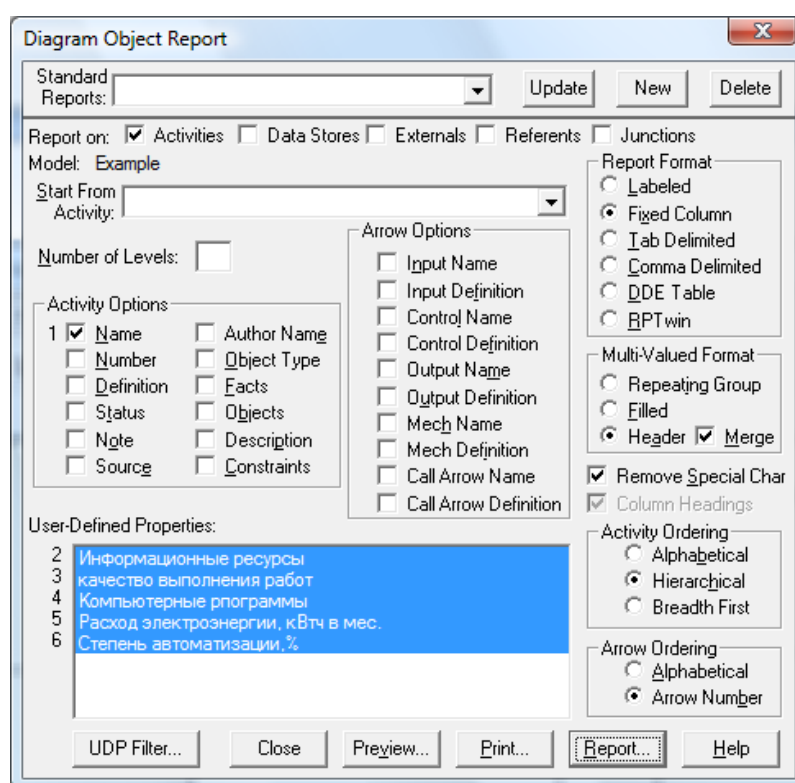 Diagram Object Report
Standard Reports: Update New Delete
Report on: Activities Data Stores Externals Referents Junctions
Model: Example
Start From Activity:
Number of Levels:
Activity Options
1 Name Author Name
Number Object Type
Definition Facts
Status Objects
Note Description
Source Constraints
Arrow Options
Input Name
Input Definition
Control Name
Control Definition
Output Name
Output Definition
Mech Name
Mech Definition
Call Arrow Name
Call Arrow Definition
Report Format
Labeled
Fixed Column
Tab Delimited
Comma Delimited
DDE Table
RPTwin
Multi-Valued Format
Repeating Group
Filled
Header Merge
Remove Special Char
Column Headings
Activity Ordering
Alphabetical
Hierarchical
Breadth First
Arrow Ordering
Alphabetical
Arrow Number
User-Defined Properties:
2 Информационные ресурсы
3 качество выполнения работ
4 Компьютерные рпограммы
5 Расход электроэнергии, кВтч в мес.
6 Степень автоматизации,%
UDP Filter... Close Preview... Print... Report... Help